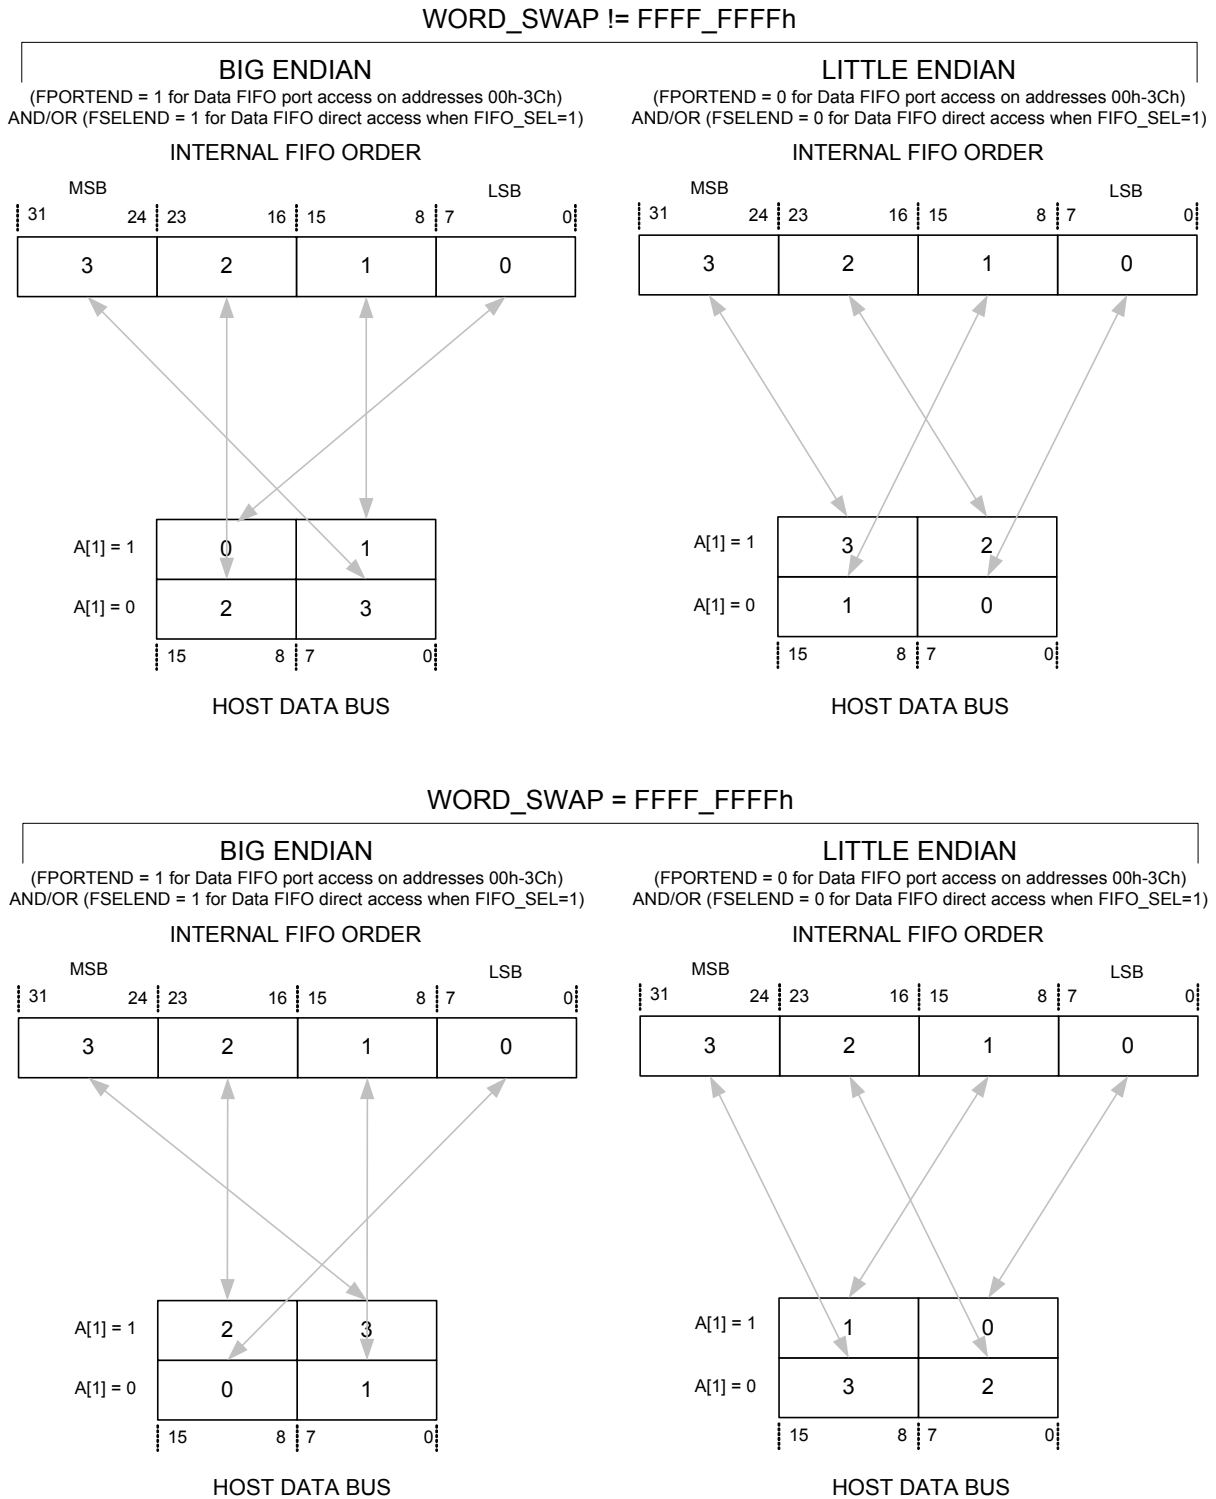 WORD_SWAP != FFFF_FFFFh
BIG ENDIAN
(FPORTEND = 1 for Data FIFO port access on addresses 00h-3Ch)
AND/OR (FSELEND = 1 for Data FIFO direct access when FIFO_SEL=1)
INTERNAL FIFO ORDER
MSB LSB
31 24 23 16 15 8 7 0
3 2 1 0
A[1] = 1 0 1
A[1] = 0 2 3
15 8 7 0
HOST DATA BUS
LITTLE ENDIAN
(FPORTEND = 0 for Data FIFO port access on addresses 00h-3Ch)
AND/OR (FSELEND = 0 for Data FIFO direct access when FIFO_SEL=1)
INTERNAL FIFO ORDER
MSB LSB
31 24 23 16 15 8 7 0
3 2 1 0
A[1] = 1 3 2
A[1] = 0 1 0
15 8 7 0
HOST DATA BUS
WORD_SWAP = FFFF_FFFFh
BIG ENDIAN
(FPORTEND = 1 for Data FIFO port access on addresses 00h-3Ch)
AND/OR (FSELEND = 1 for Data FIFO direct access when FIFO_SEL=1)
INTERNAL FIFO ORDER
MSB LSB
31 24 23 16 15 8 7 0
3 2 1 0
A[1] = 1 2 3
A[1] = 0 0 1
15 8 7 0
HOST DATA BUS
LITTLE ENDIAN
(FPORTEND = 0 for Data FIFO port access on addresses 00h-3Ch)
AND/OR (FSELEND = 0 for Data FIFO direct access when FIFO_SEL=1)
INTERNAL FIFO ORDER
MSB LSB
31 24 23 16 15 8 7 0
3 2 1 0
A[1] = 1 1 0
A[1] = 0 3 2
15 8 7 0
HOST DATA BUS